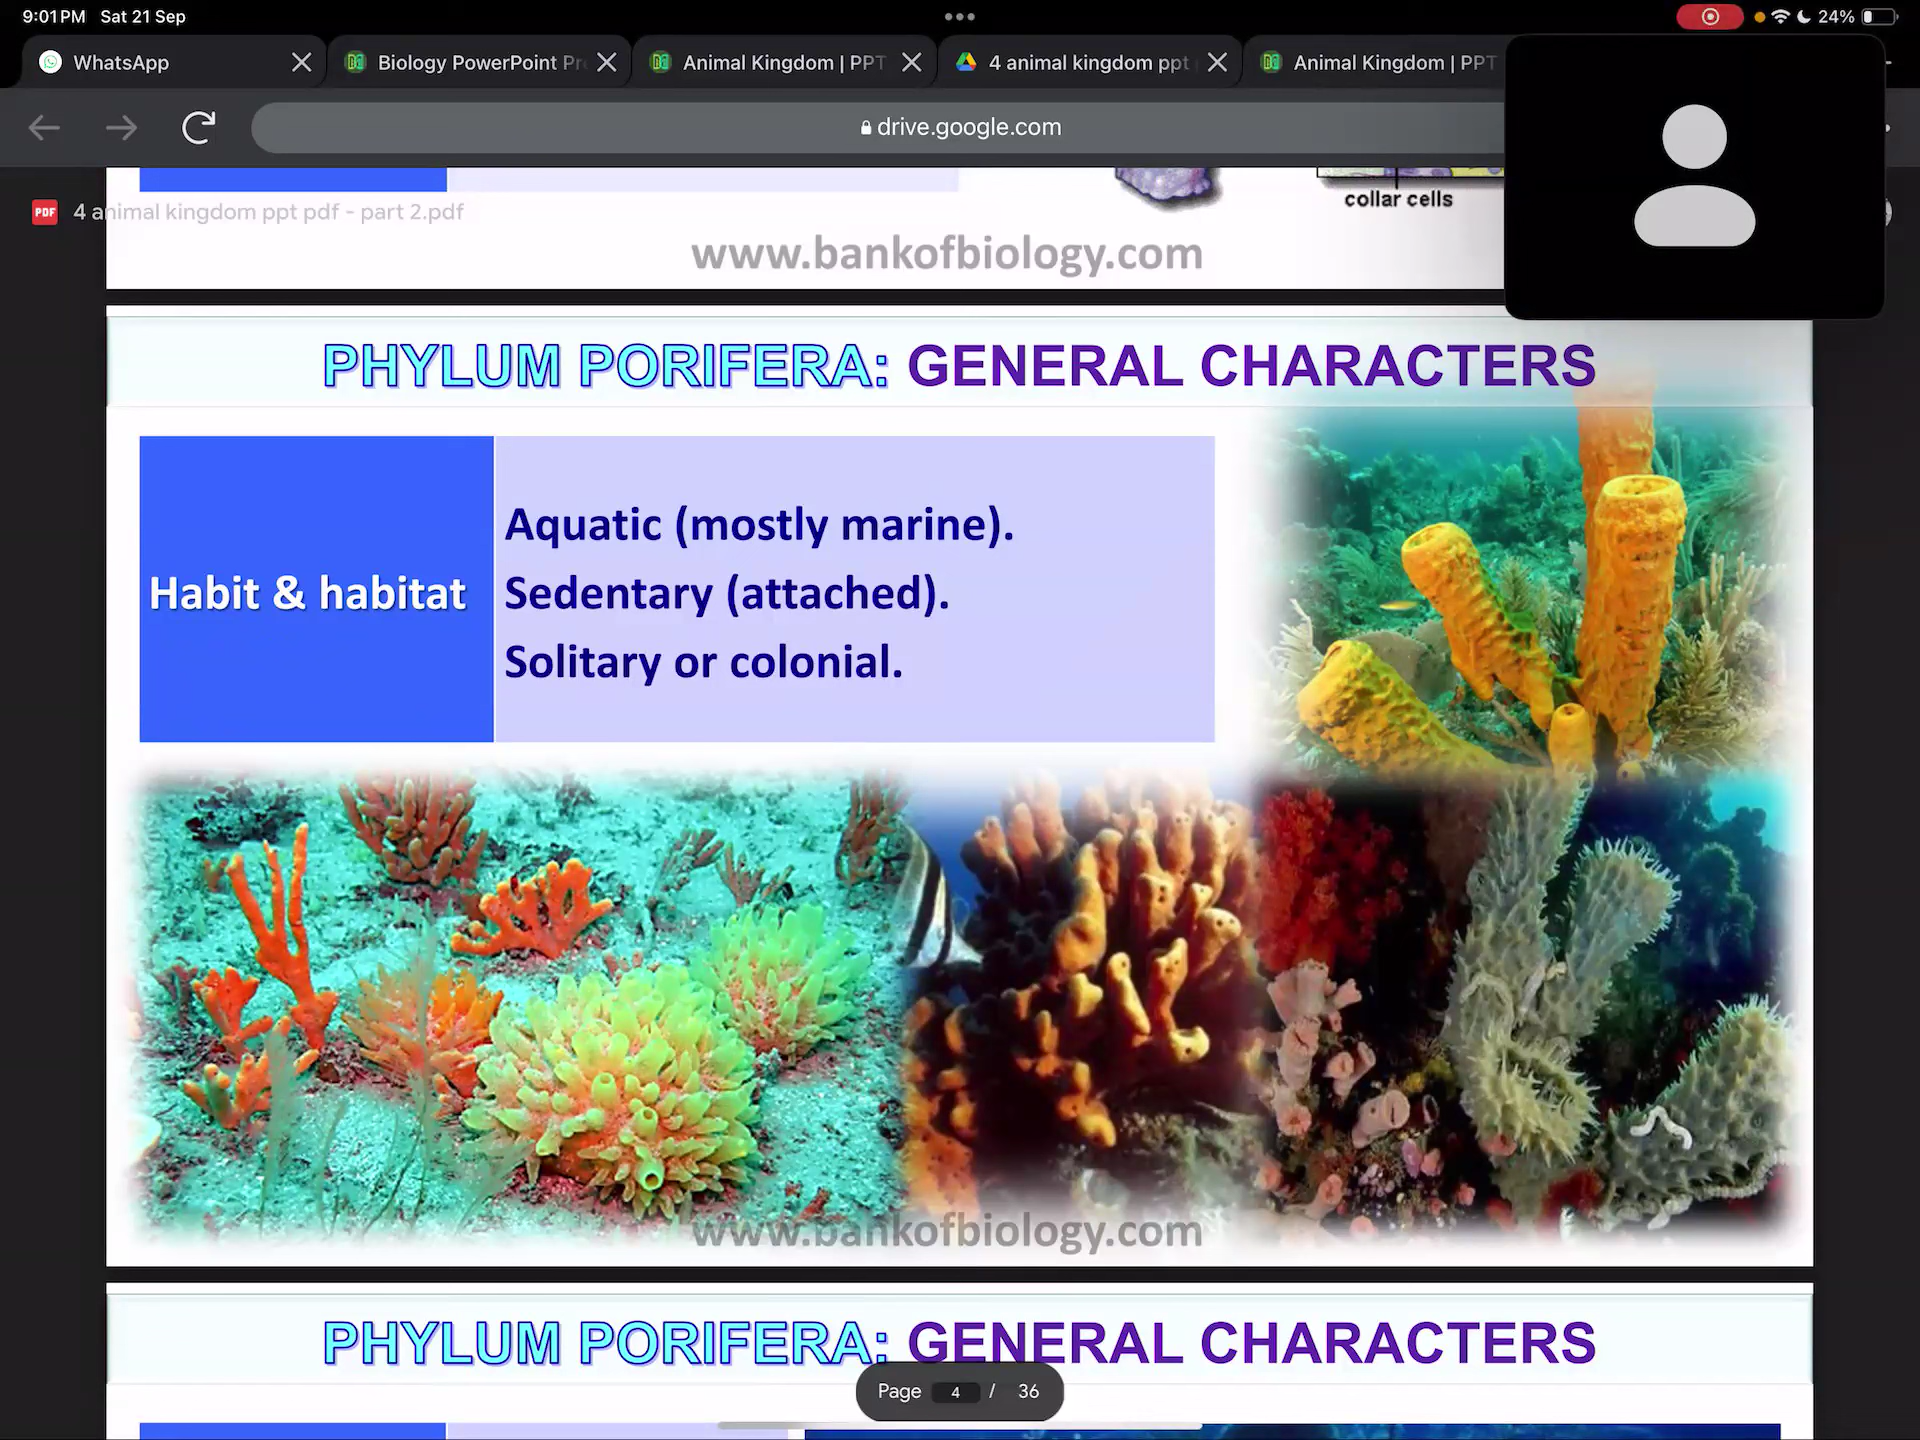 9:01PM Sat 21 Sep
24%
WhatsApp
Biology PowerPoint Pr
Animal Kingdom | PPT
4 animal kingdom ppt
Animal Kingdom | PPT
drive.google.com
collar cells
PDF 4 animal kingdom ppt pdf - part 2.pdf
www.bankofbiology.com
PHYLUM PORIFERA: GENERAL CHARACTERS
Habit & habitat
Aquatic (mostly marine).
Sedentary (attached).
Solitary or colonial.
www.bankofbiology.com
PHYLUM PORIFERA: GENERAL CHARACTERS
Page 4 / 36